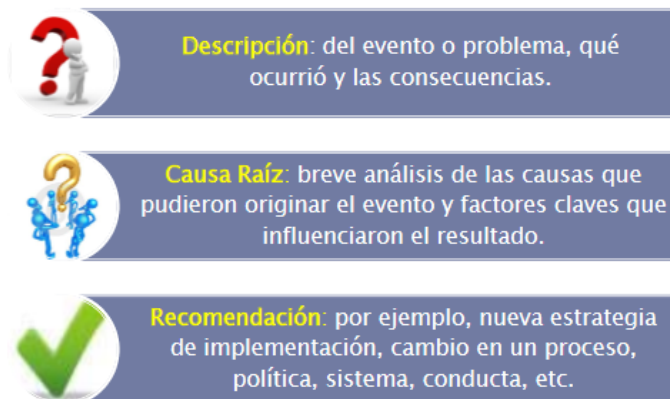 Descripción: del evento o problema, qué
ocurrió y las consecuencias.
Causa Raíz: breve análisis de las causas que
pudieron originar el evento y factores claves que
influenciaron el resultado.
Recomendación: por ejemplo, nueva estrategia
de implementación, cambio en un proceso,
política, sistema, conducta, etc.